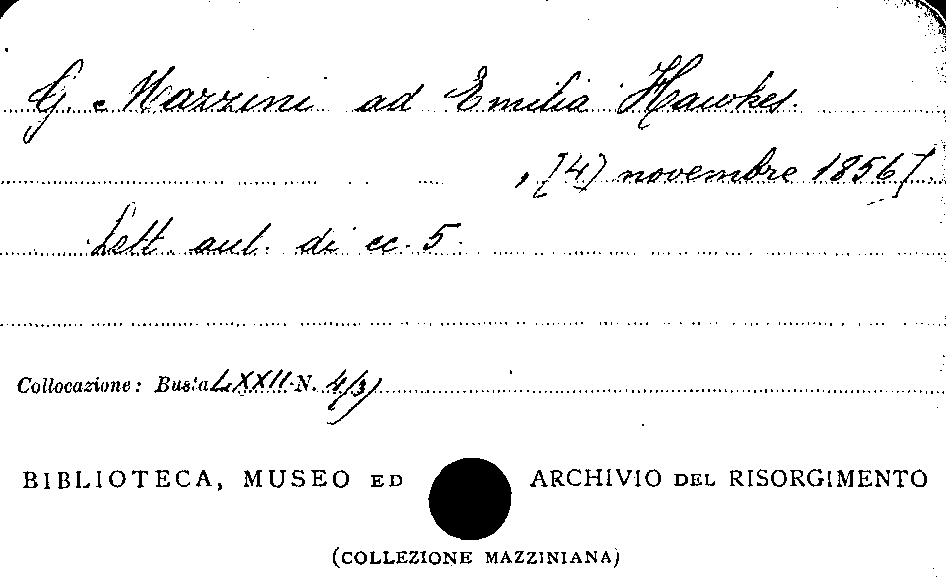 G. Mazzini ad Emilia Hawkes.
, [4) novembre 1856].
Lett. aut. di cc. 5.
Collocazione: Busta LXXII N. 4/3)
BIBLIOTECA, MUSEO ED ARCHIVIO DEL RISORGIMENTO
(COLLEZIONE MAZZINIANA)